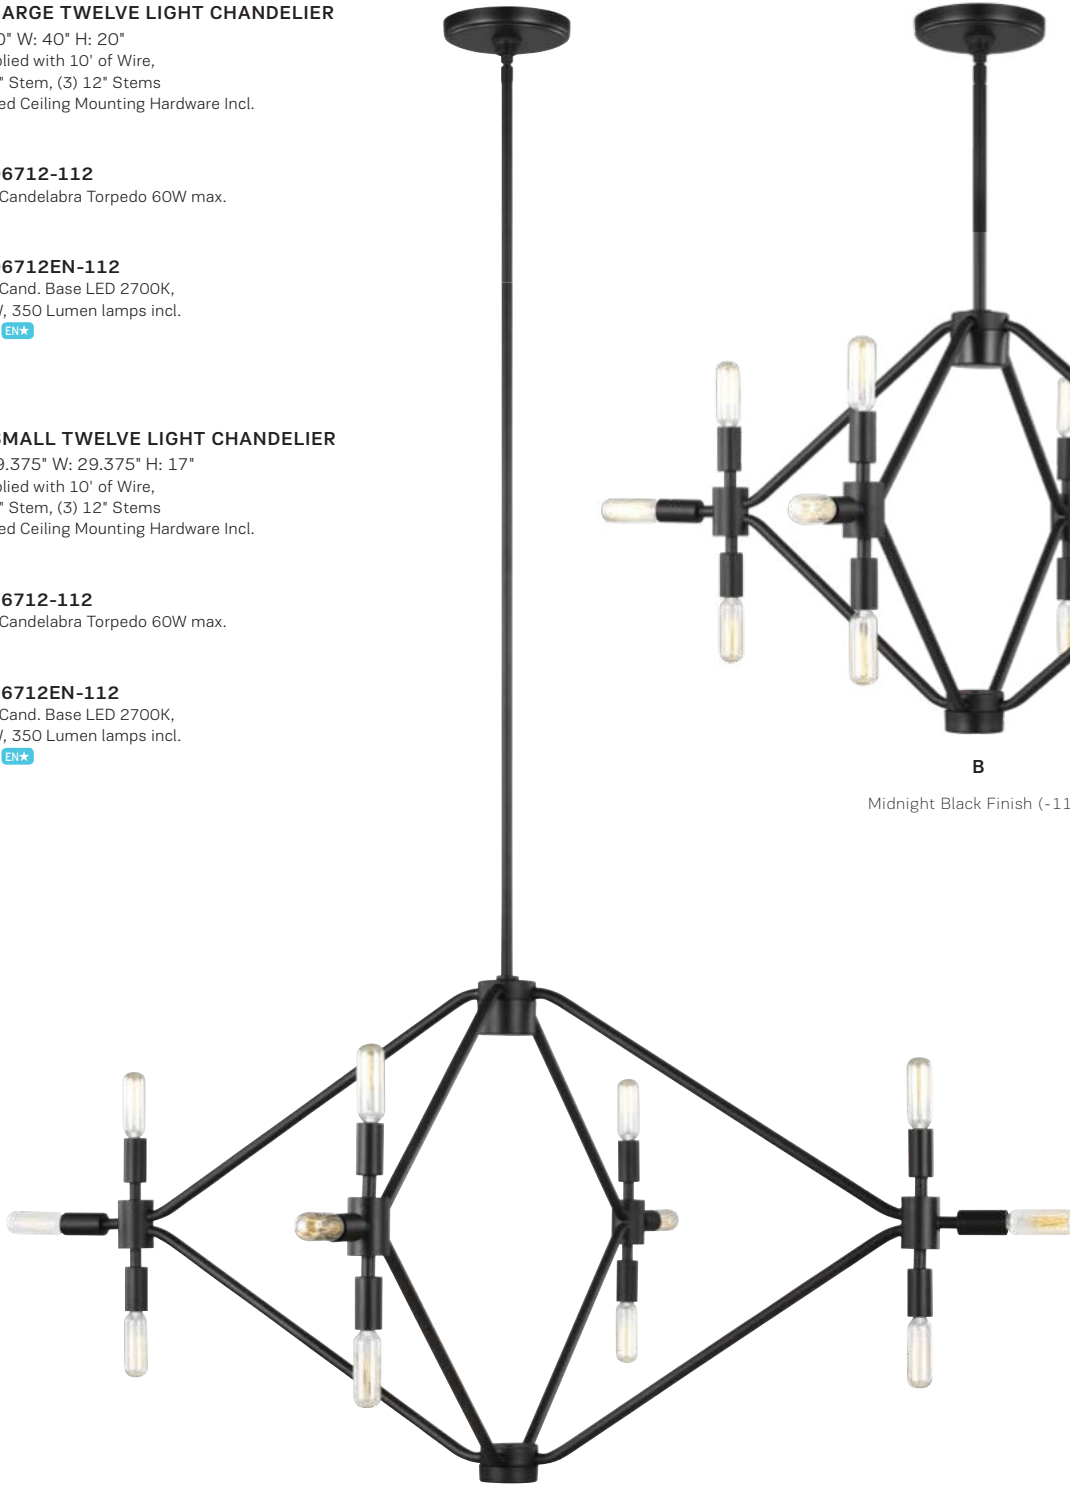 ARGE TWELVE LIGHT CHANDELIER
0" W: 40" H: 20"
plied with 10' of Wire,
" Stem, (3) 12" Stems
ed Ceiling Mounting Hardware Incl.
6712-112
Candelabra Torpedo 60W max.
6712EN-112
Cand. Base LED 2700K,
, 350 Lumen lamps incl.
EN★
SMALL TWELVE LIGHT CHANDELIER
9.375" W: 29.375" H: 17"
plied with 10' of Wire,
" Stem, (3) 12" Stems
ed Ceiling Mounting Hardware Incl.
6712-112
Candelabra Torpedo 60W max.
6712EN-112
Cand. Base LED 2700K,
, 350 Lumen lamps incl.
EN★
B
Midnight Black Finish (-11